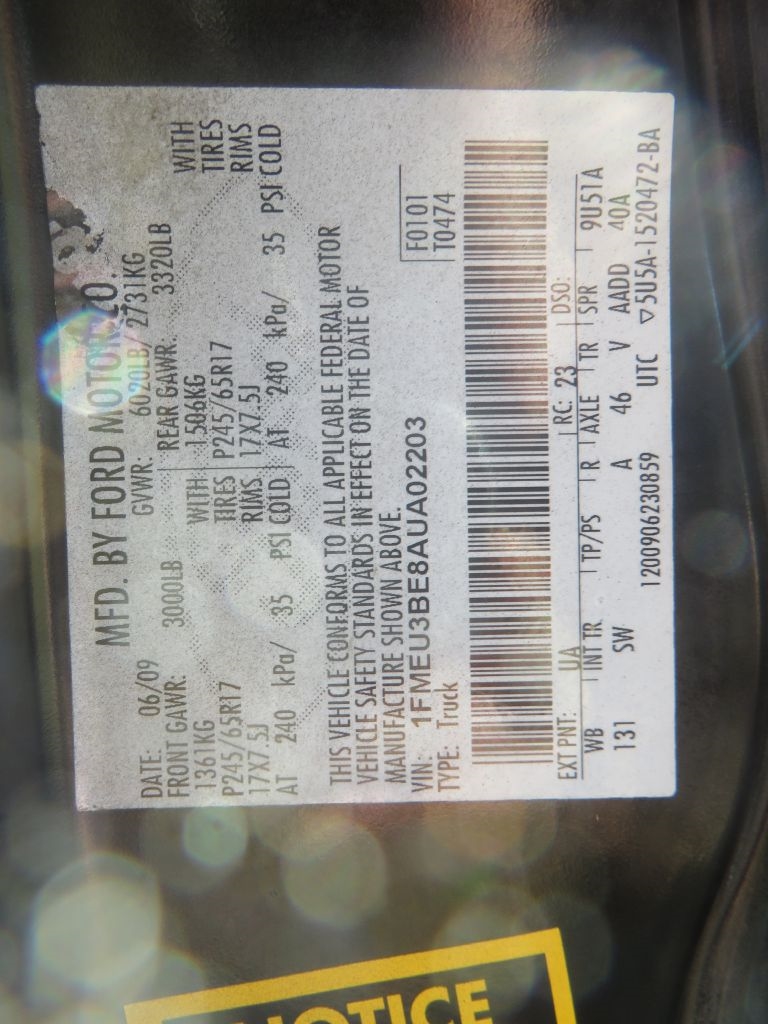 MFD. BY FORD MOTOR
DATE: 06/09 GVWR: 6020LB/ 2731KG
FRONT GAWR: 3000LB REAR GAWR: 3320LB
1361KG WITH 1506KG WITH
P245/65R17 TIRES P245/65R17 TIRES
17X7.5J RIMS 17X7.5J RIMS
AT 240 kPa/ 35 PSI COLD AT 240 kPa/ 35 PSI COLD
THIS VEHICLE CONFORMS TO ALL APPLICABLE FEDERAL MOTOR
VEHICLE SAFETY STANDARDS IN EFFECT ON THE DATE OF
MANUFACTURE SHOWN ABOVE.
VIN: 1FMEU3BE8AUA02203 F0101
TYPE: Truck T0474
EXT PNT: UA RC: 23 DSO:
WB INT TR TP/PS R AXLE TR SPR 9U51A
131 SW A 46 V AADD 40A
1200906230859 UTC ▽5U5A-1520472-BA
NOTICE